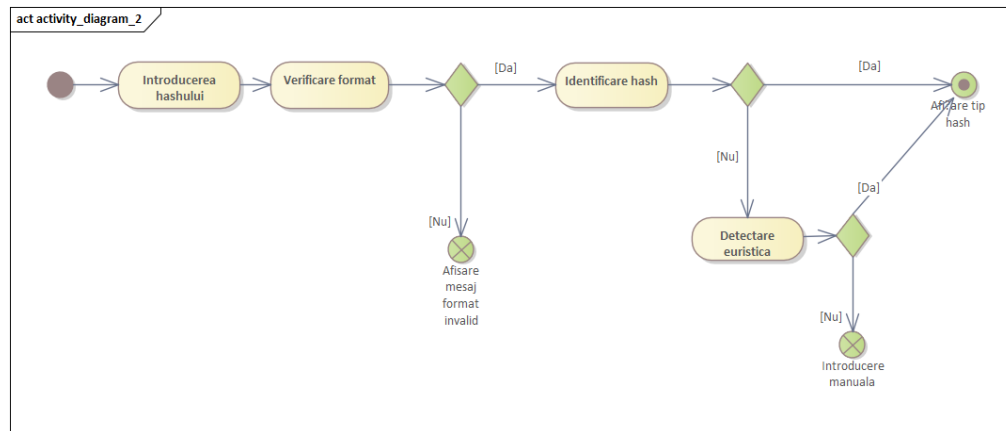 act activity_diagram_2
Introducerea
hashului
Verificare format
[Da]
Identificare hash
[Da]
Afisare tip
hash
[Nu]
[Da]
[Nu]
Detectare
euristica
Afisare
mesaj
format
invalid
[Nu]
Introducere
manuala